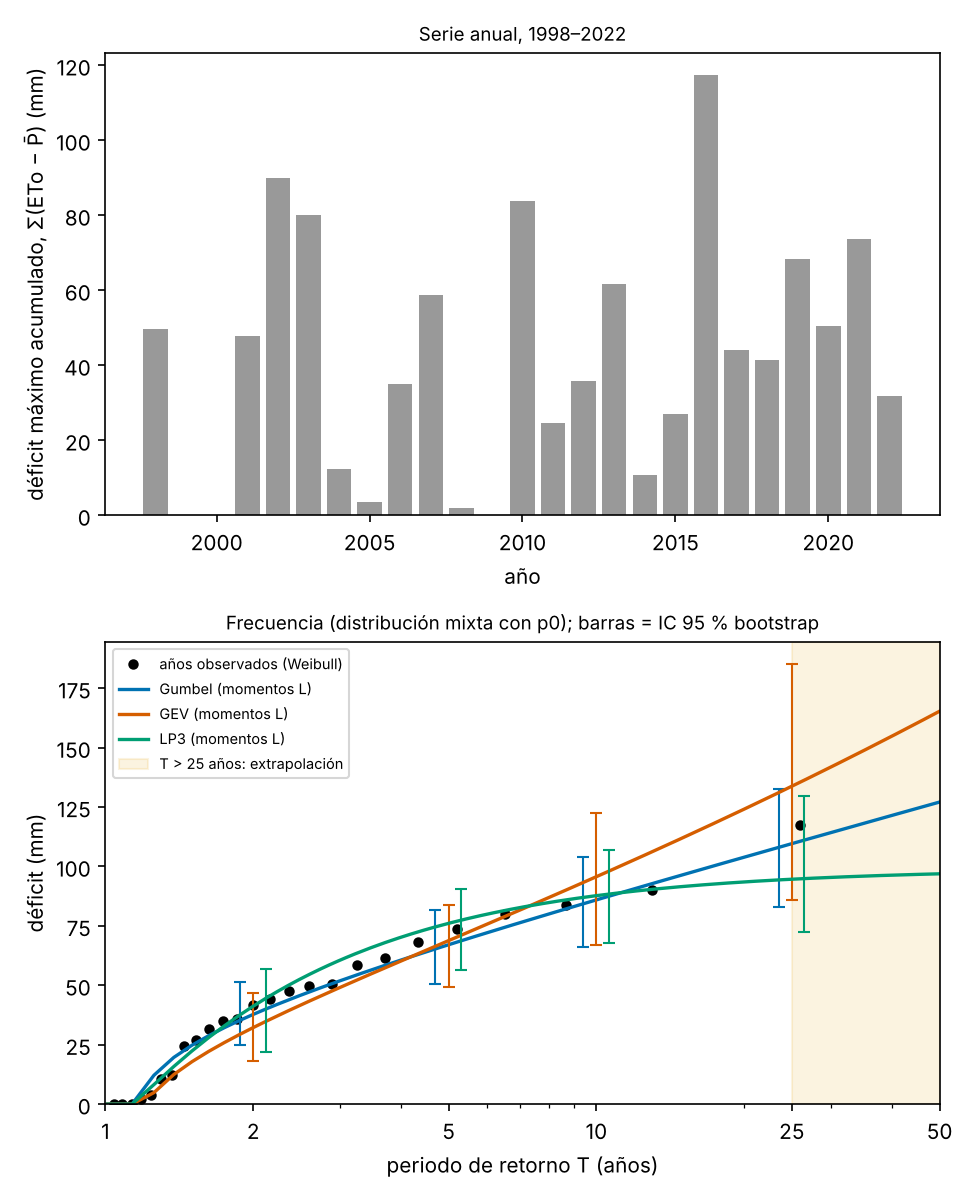 Serie anual, 1998–2022
déficit máximo acumulado, Σ(ETo − P̄) (mm)
120
100
80
60
40
20
0
2000 2005 2010 2015 2020
año
Frecuencia (distribución mixta con p0); barras = IC 95 % bootstrap
años observados (Weibull)
Gumbel (momentos L)
GEV (momentos L)
LP3 (momentos L)
T > 25 años: extrapolación
déficit (mm)
175
150
125
100
75
50
25
0
1 2 5 10 25 50
periodo de retorno T (años)